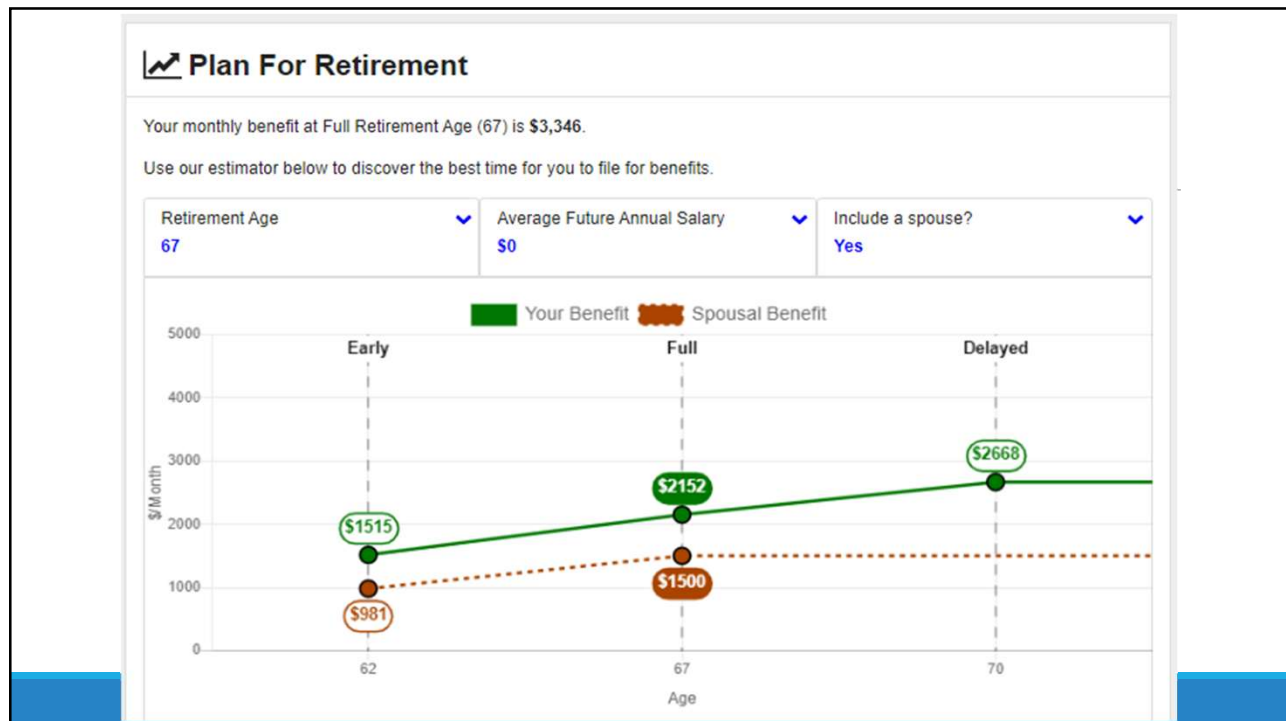 Plan For Retirement
Your monthly benefit at Full Retirement Age (67) is $3,346.
Use our estimator below to discover the best time for you to file for benefits.
Retirement Age
67
Average Future Annual Salary
$0
Include a spouse?
Yes
Your Benefit
Spousal Benefit
5000
4000
3000
2000
1000
0
$/Month
Early
Full
Delayed
$1515
$2152
$2668
$981
$1500
62
67
70
Age